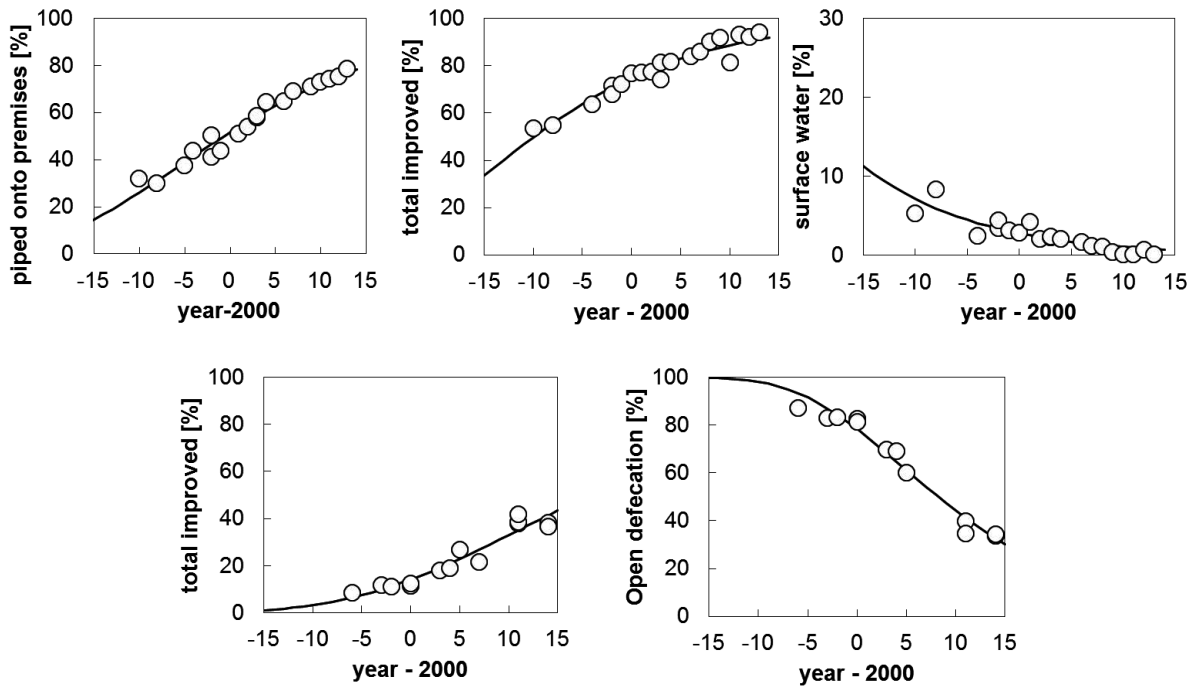 piped onto premises [%]
100
80
60
40
20
0
-15 -10 -5 0 5 10 15
year-2000
total improved [%]
100
80
60
40
20
0
-15 -10 -5 0 5 10 15
year - 2000
surface water [%]
30
20
10
0
-15 -10 -5 0 5 10 15
year - 2000
total improved [%]
100
80
60
40
20
0
-15 -10 -5 0 5 10 15
year - 2000
Open defecation [%]
100
80
60
40
20
0
-15 -10 -5 0 5 10 15
year - 2000